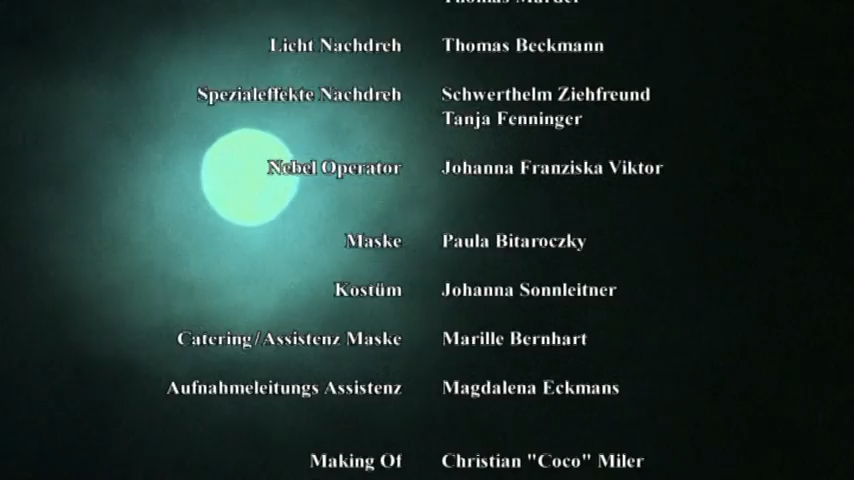 Licht Nachdreh Thomas Beckmann
Spezialeffekte Nachdreh Schwerthelm Ziehfreund
Tanja Fenninger
Nebel Operator Johanna Franziska Viktor
Maske Paula Bitaroczky
Kostüm Johanna Sonnleitner
Catering/Assistenz Maske Marille Bernhart
Aufnahmeleitungs Assistenz Magdalena Eckmans
Making Of Christian "Coco" Miler